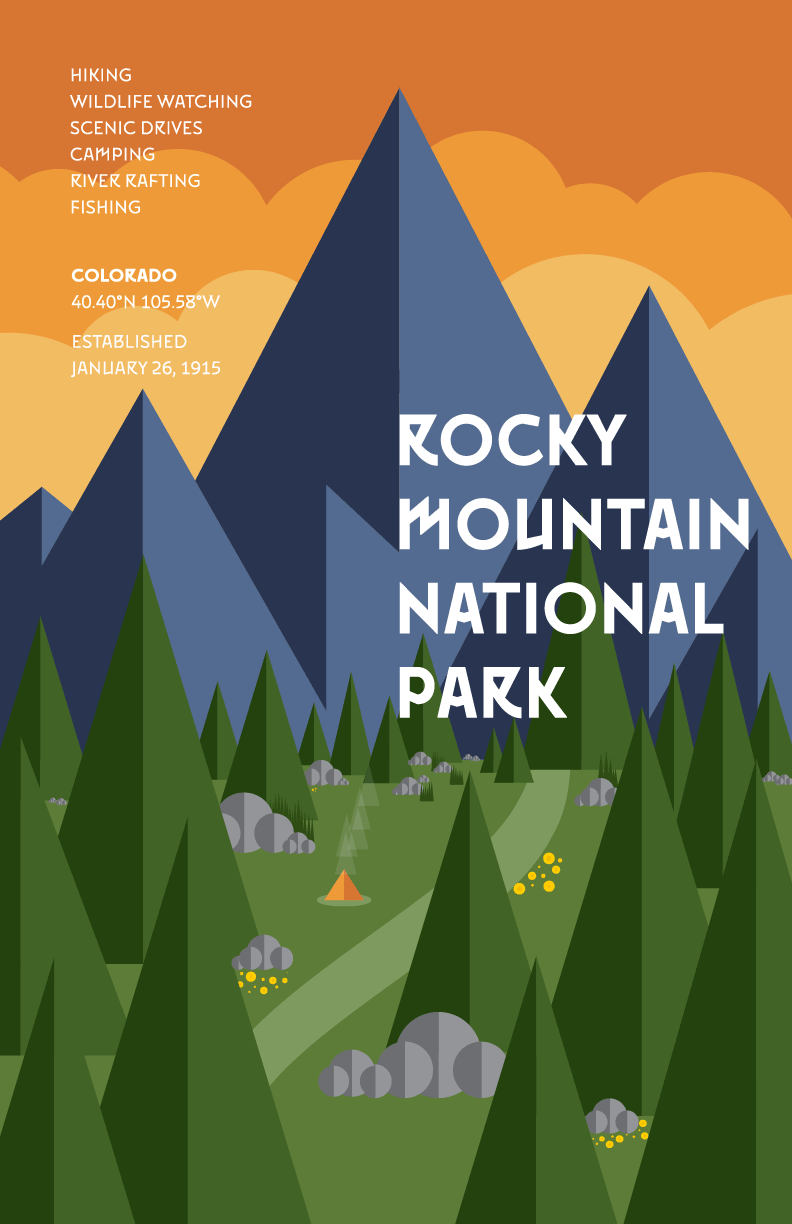 HIKING
WILDLIFE WATCHING
SCENIC DRIVES
CAMPING
RIVER RAFTING
FISHING
COLORADO
40.40°N 105.58°W
ESTABLISHED
JANUARY 26, 1915
ROCKY
MOUNTAIN
NATIONAL
PARK